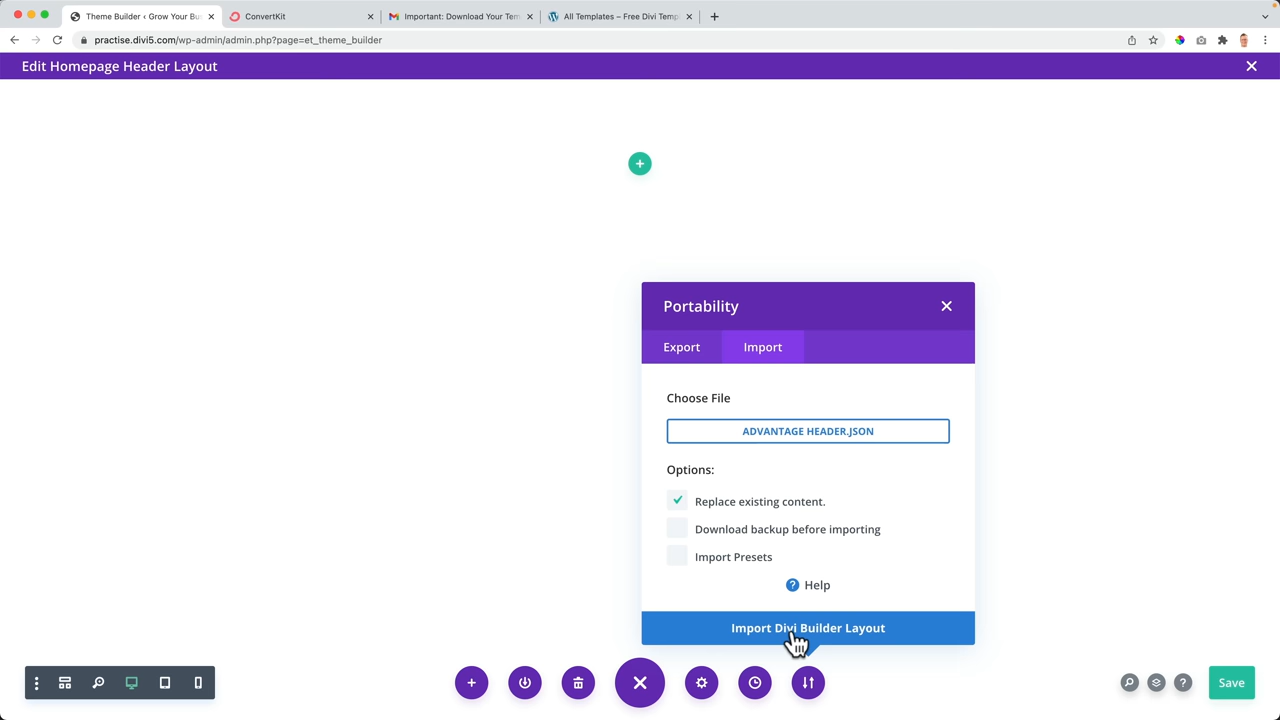 Theme Builder ‹ Grow Your Bu
ConvertKit
Important: Download Your Tem
All Templates – Free Divi Temp
practise.divi5.com/wp-admin/admin.php?page=et_theme_builder
Edit Homepage Header Layout
Portability
Export
Import
Choose File
ADVANTAGE HEADER.JSON
Options:
Replace existing content.
Download backup before importing
Import Presets
? Help
Import Divi Builder Layout
?
Save